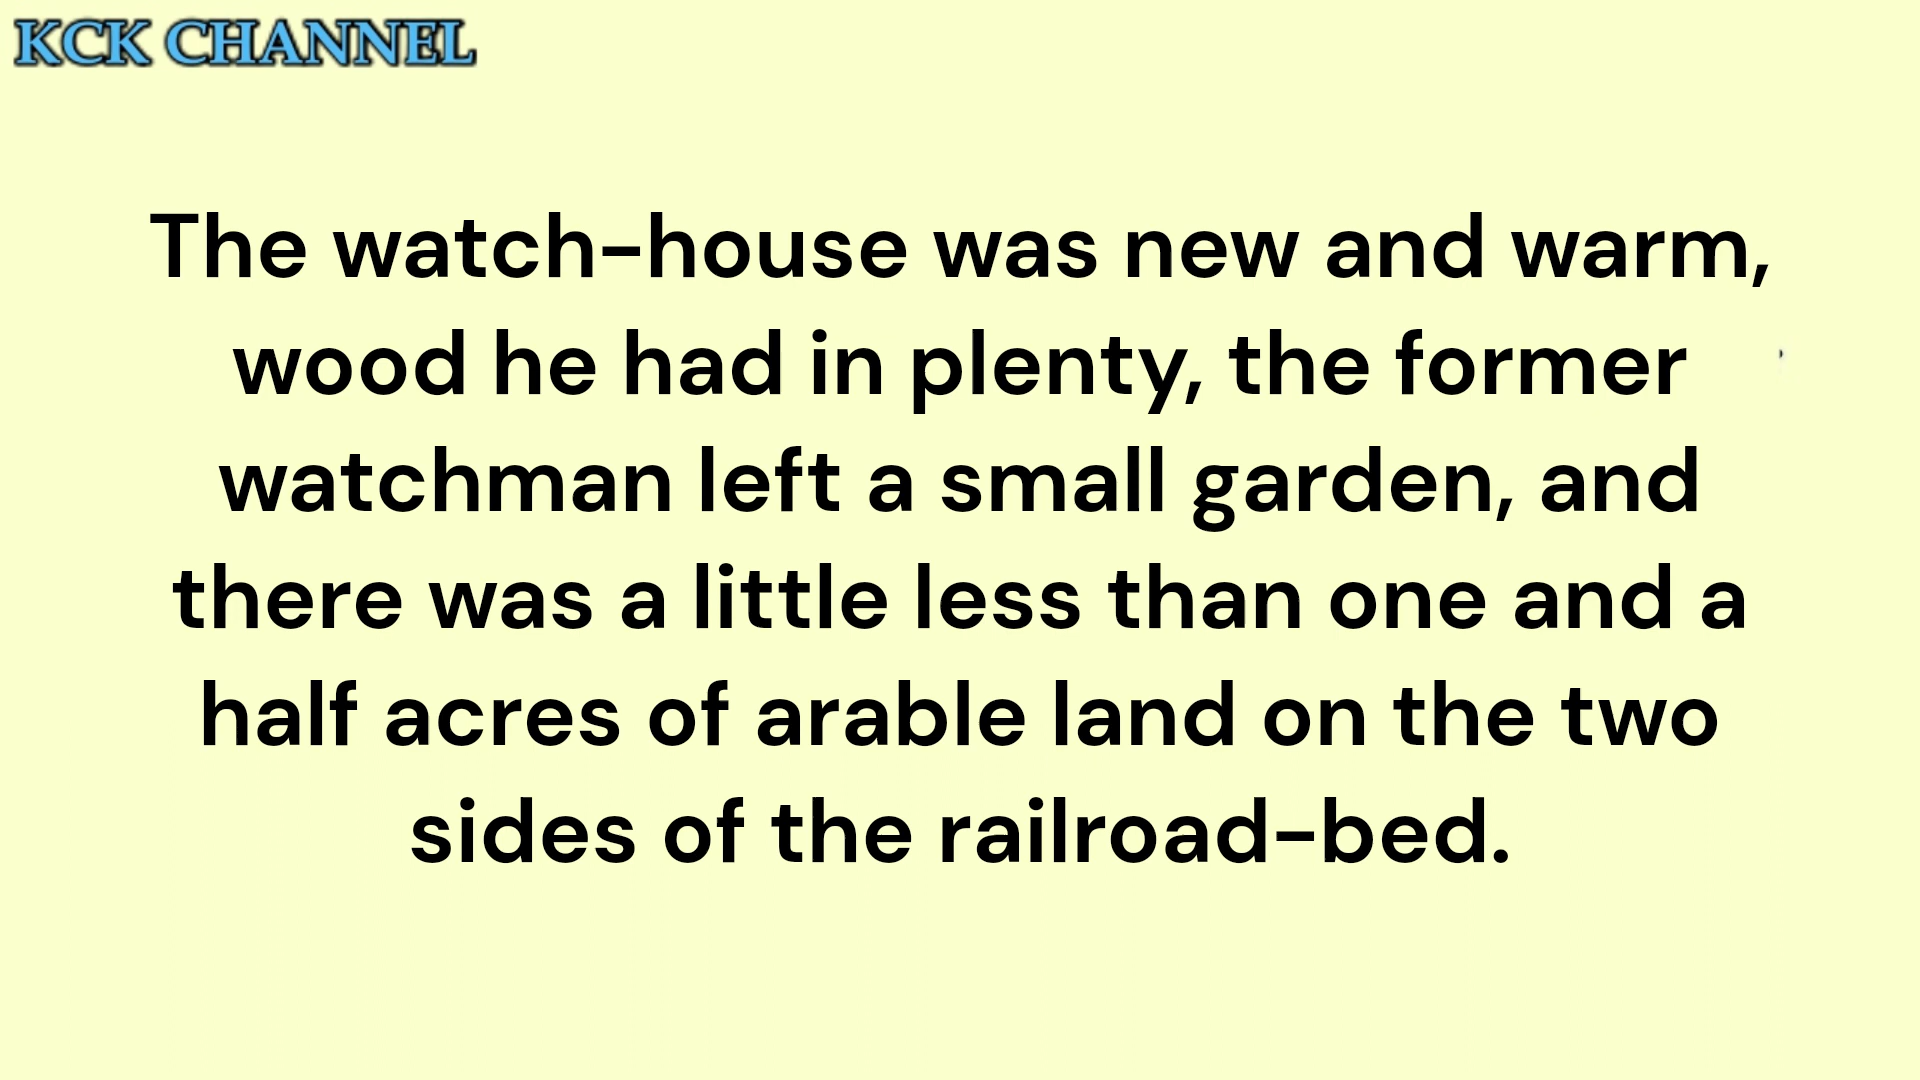 KCK CHANNEL
The watch-house was new and warm,
wood he had in plenty, the former
watchman left a small garden, and
there was a little less than one and a
half acres of arable land on the two
sides of the railroad-bed.